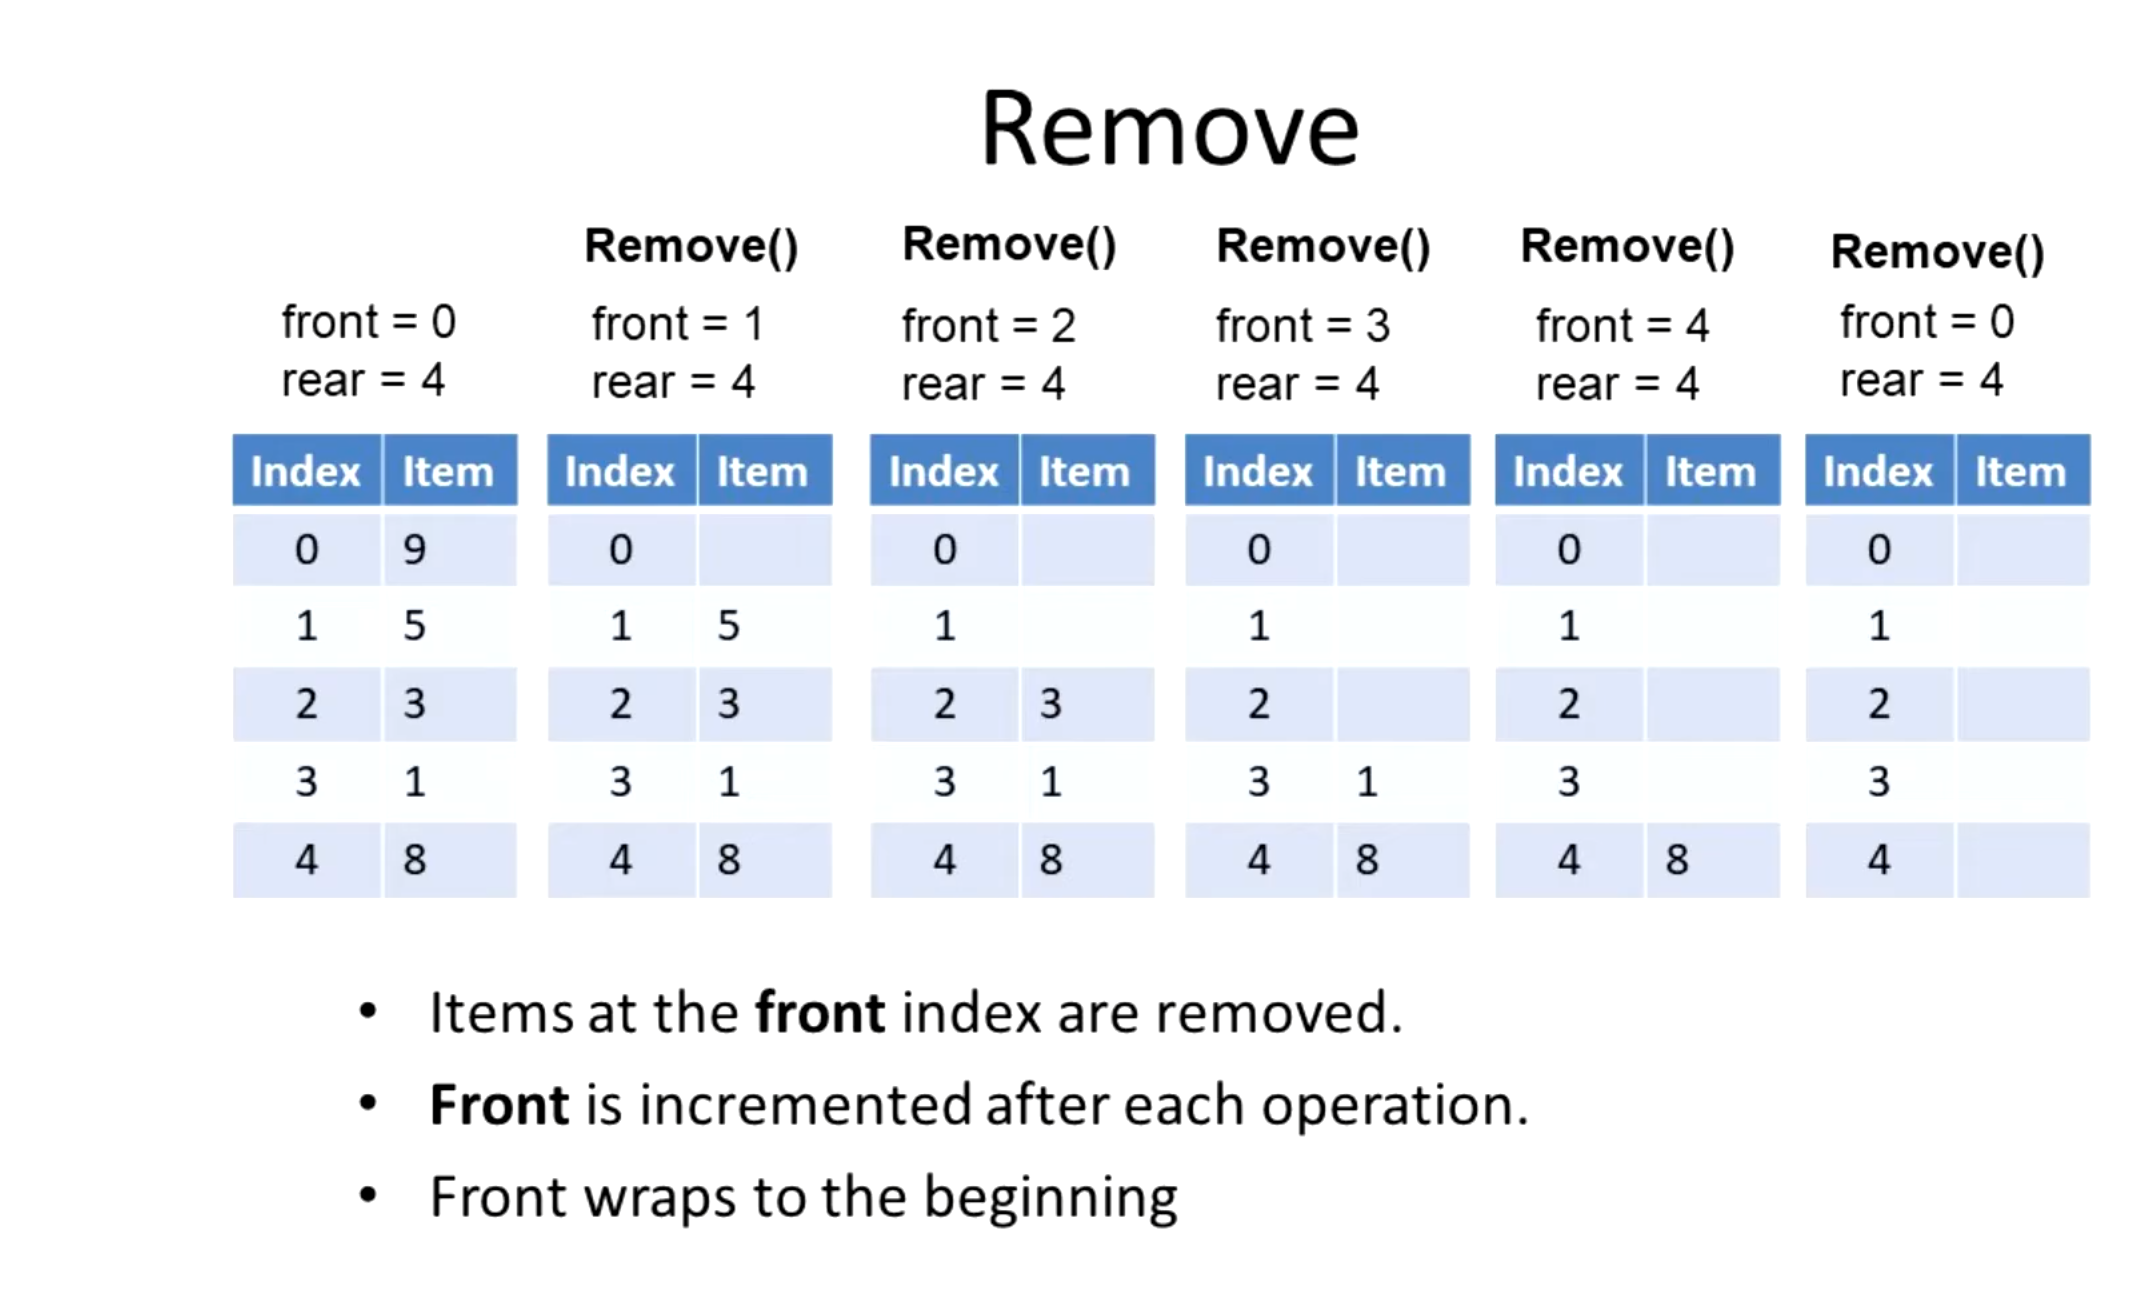 Remove
Remove() Remove() Remove() Remove() Remove()
front = 0 front = 1 front = 2 front = 3 front = 4 front = 0
rear = 4 rear = 4 rear = 4 rear = 4 rear = 4 rear = 4
Index Item Index Item Index Item Index Item Index Item Index Item
0 9 0 0 0 0 0
1 5 1 5 1 1 1 1
2 3 2 3 2 3 2 2 2
3 1 3 1 3 1 3 1 3 3
4 8 4 8 4 8 4 8 4 8 4
• Items at the front index are removed.
• Front is incremented after each operation.
• Front wraps to the beginning